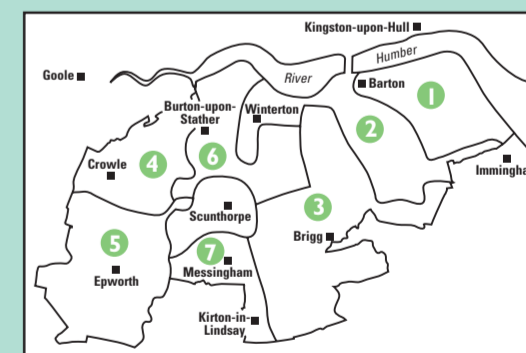 Kingston-upon-Hull
Humber
Goole
River
Barton
1
Burton-upon-
Stather
Winterton
2
Crowle
4
6
Immingha
Scunthorpe
3
5
Brigg
7
Epworth
Messingham
Kirton-in-
Lindsay